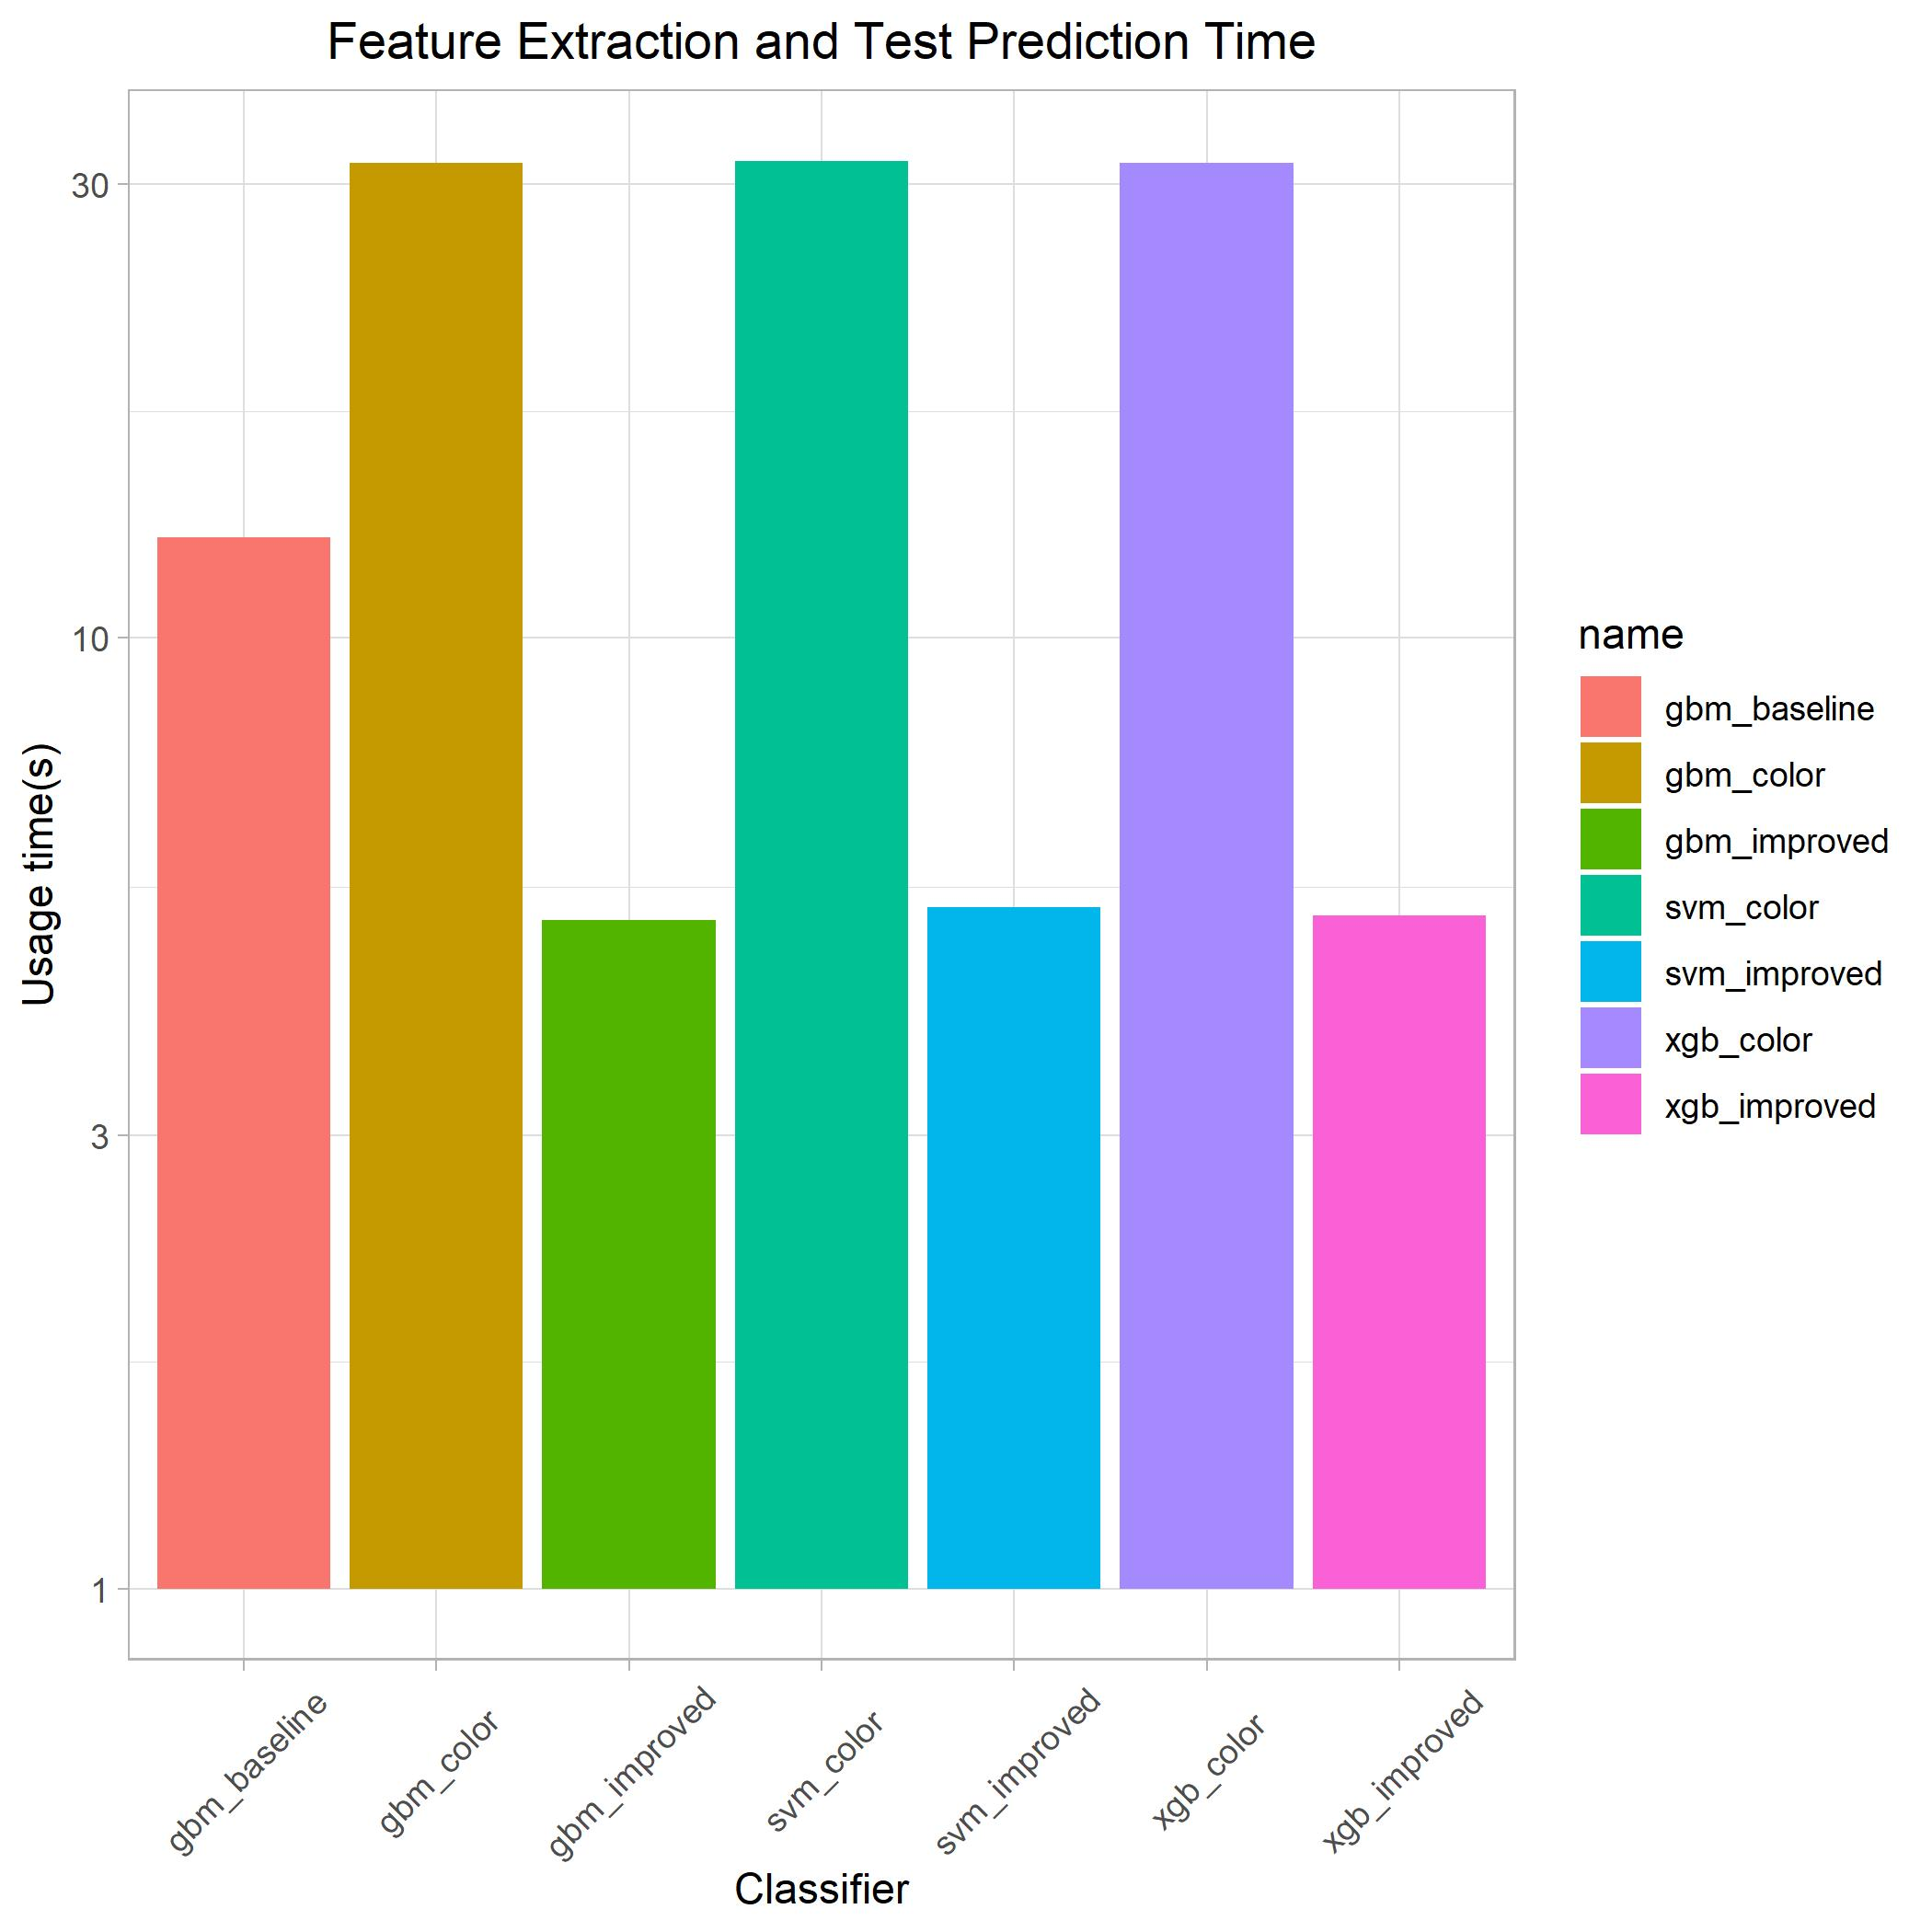 Feature Extraction and Test Prediction Time
Usage time(s)
30
10
3
1
gbm_baseline
gbm_color
gbm_improved
svm_color
svm_improved
xgb_color
xgb_improved
Classifier
name
gbm_baseline
gbm_color
gbm_improved
svm_color
svm_improved
xgb_color
xgb_improved